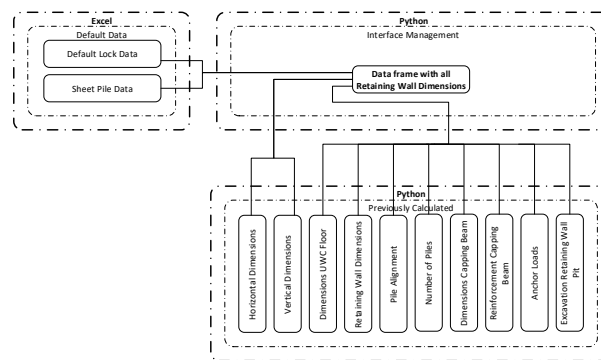 Excel
Default Data
Default Lock Data
Sheet Pile Data
Python
Interface Management
Data frame with all
Retaining Wall Dimensions
Python
Previously Calculated
Horizontal Dimensions
Vertical Dimensions
Dimensions UWC Floor
Retaining Wall Dimensions
Pile Alignment
Number of Piles
Dimensions Capping Beam
Reinforcement Capping
Beam
Anchor Loads
Excavation Retaining Wall
Pit